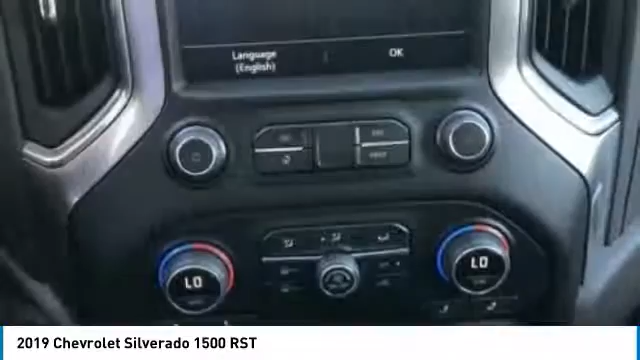 Language
(English)
OK
LO
LO
2019 Chevrolet Silverado 1500 RST